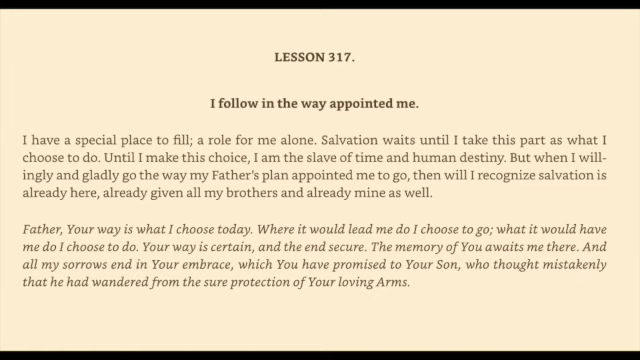 LESSON 317.
I follow in the way appointed me.
I have a special place to fill; a role for me alone. Salvation waits until I take this part as what I
choose to do. Until I make this choice, I am the slave of time and human destiny. But when I will-
ingly and gladly go the way my Father's plan appointed me to go, then will I recognize salvation is
already here, already given all my brothers and already mine as well.
Father, Your way is what I choose today. Where it would lead me do I choose to go; what it would have
me do I choose to do. Your way is certain, and the end secure. The memory of You awaits me there. And
all my sorrows end in Your embrace, which You have promised to Your Son, who thought mistakenly
that he had wandered from the sure protection of Your loving Arms.